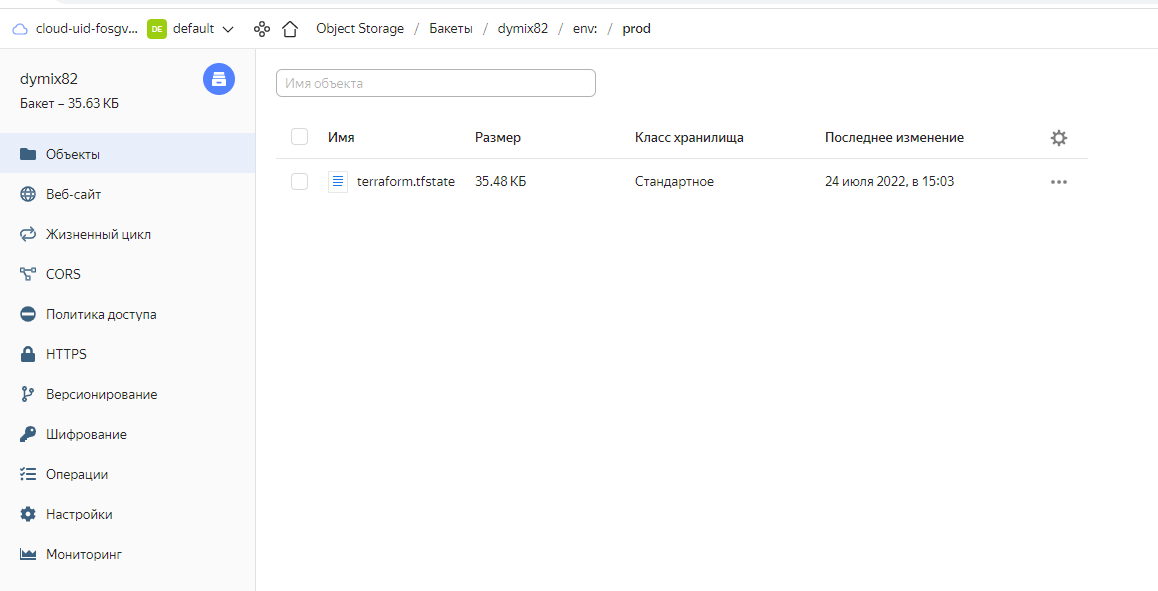 cloud-uid-fosgv... DE default Object Storage / Бакеты / dymix82 / env: / prod
dymix82
Бакет – 35.63 КБ
Объекты
Веб-сайт
Жизненный цикл
CORS
Политика доступа
HTTPS
Версионирование
Шифрование
Операции
Настройки
Мониторинг
Имя объекта
Имя Размер Класс хранилища Последнее изменение
terraform.tfstate 35.48 КБ Стандартное 24 июля 2022, в 15:03